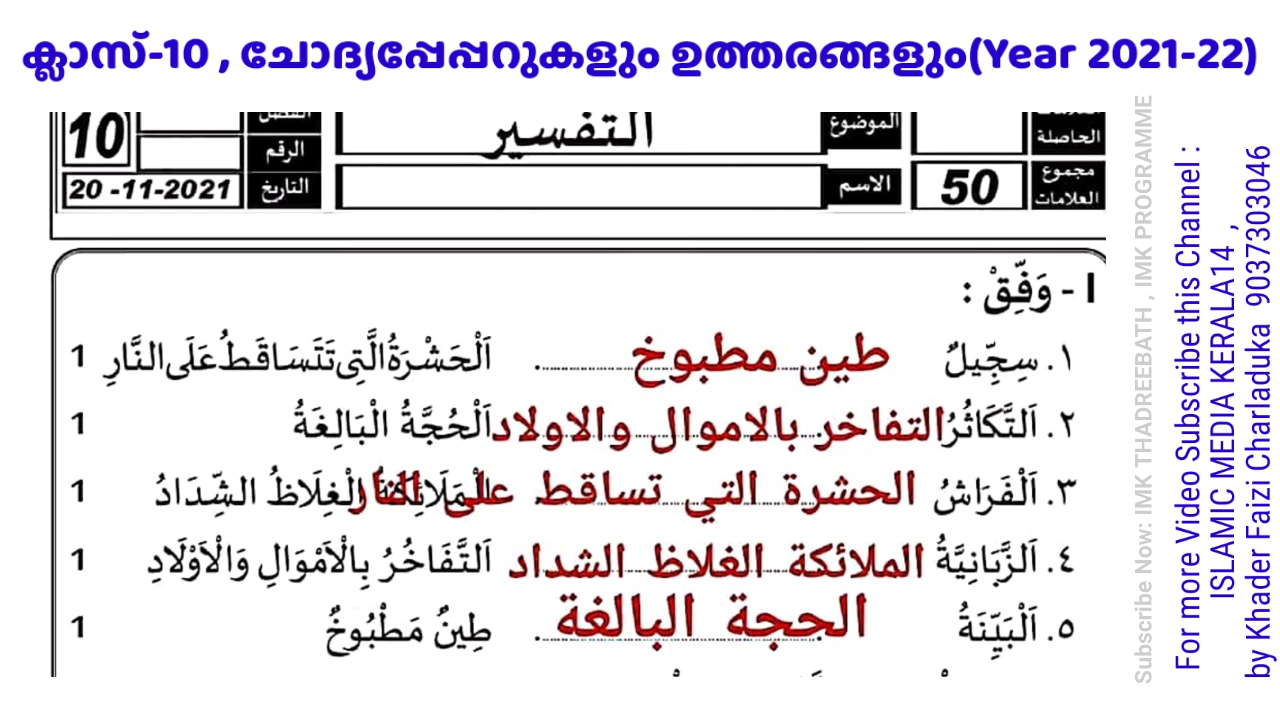 ക്ലാസ്-10 , ചോദ്യപ്പേപ്പറുകളും ഉത്തരങ്ങളും(Year 2021-22)
الحاصلة الموضوع التفسير الفصل 10
الرقم
مجموع العلامات 50 الاسم التاريخ 20 -11-2021
I - وَفِّقْ :
١. سِجِّيلٌ طين مطبوخ اَلْحَشْرَةُ الَّتِى تَتَسَاقَطُ عَلَى النَّارِ 1
٢. اَلتَّكَاثُرُ التفاخر بالاموال والاولاد اَلْحُجَّةُ الْبَالِغَةُ 1
٣. اَلْفَرَاشُ الحشرة التي تساقط على النار اَلْمَلَائِكَةُ الْغِلَاظُ الشِّدَادُ 1
٤. اَلزَّبَانِيَّةُ الملائكة الغلاظ الشداد اَلتَّفَاخُرُ بِالْاَمْوَالِ وَالْاَوْلَادِ 1
٥. اَلْبَيِّنَةُ الحجة البالغة طِينٌ مَطْبُوخٌ 1
Subscribe Now: IMK THADREEBATH , IMK PROGRAMME
For more Video Subscribe this Channel :
ISLAMIC MEDIA KERALA14 ,
by Khader Faizi Charladuka 9037303046